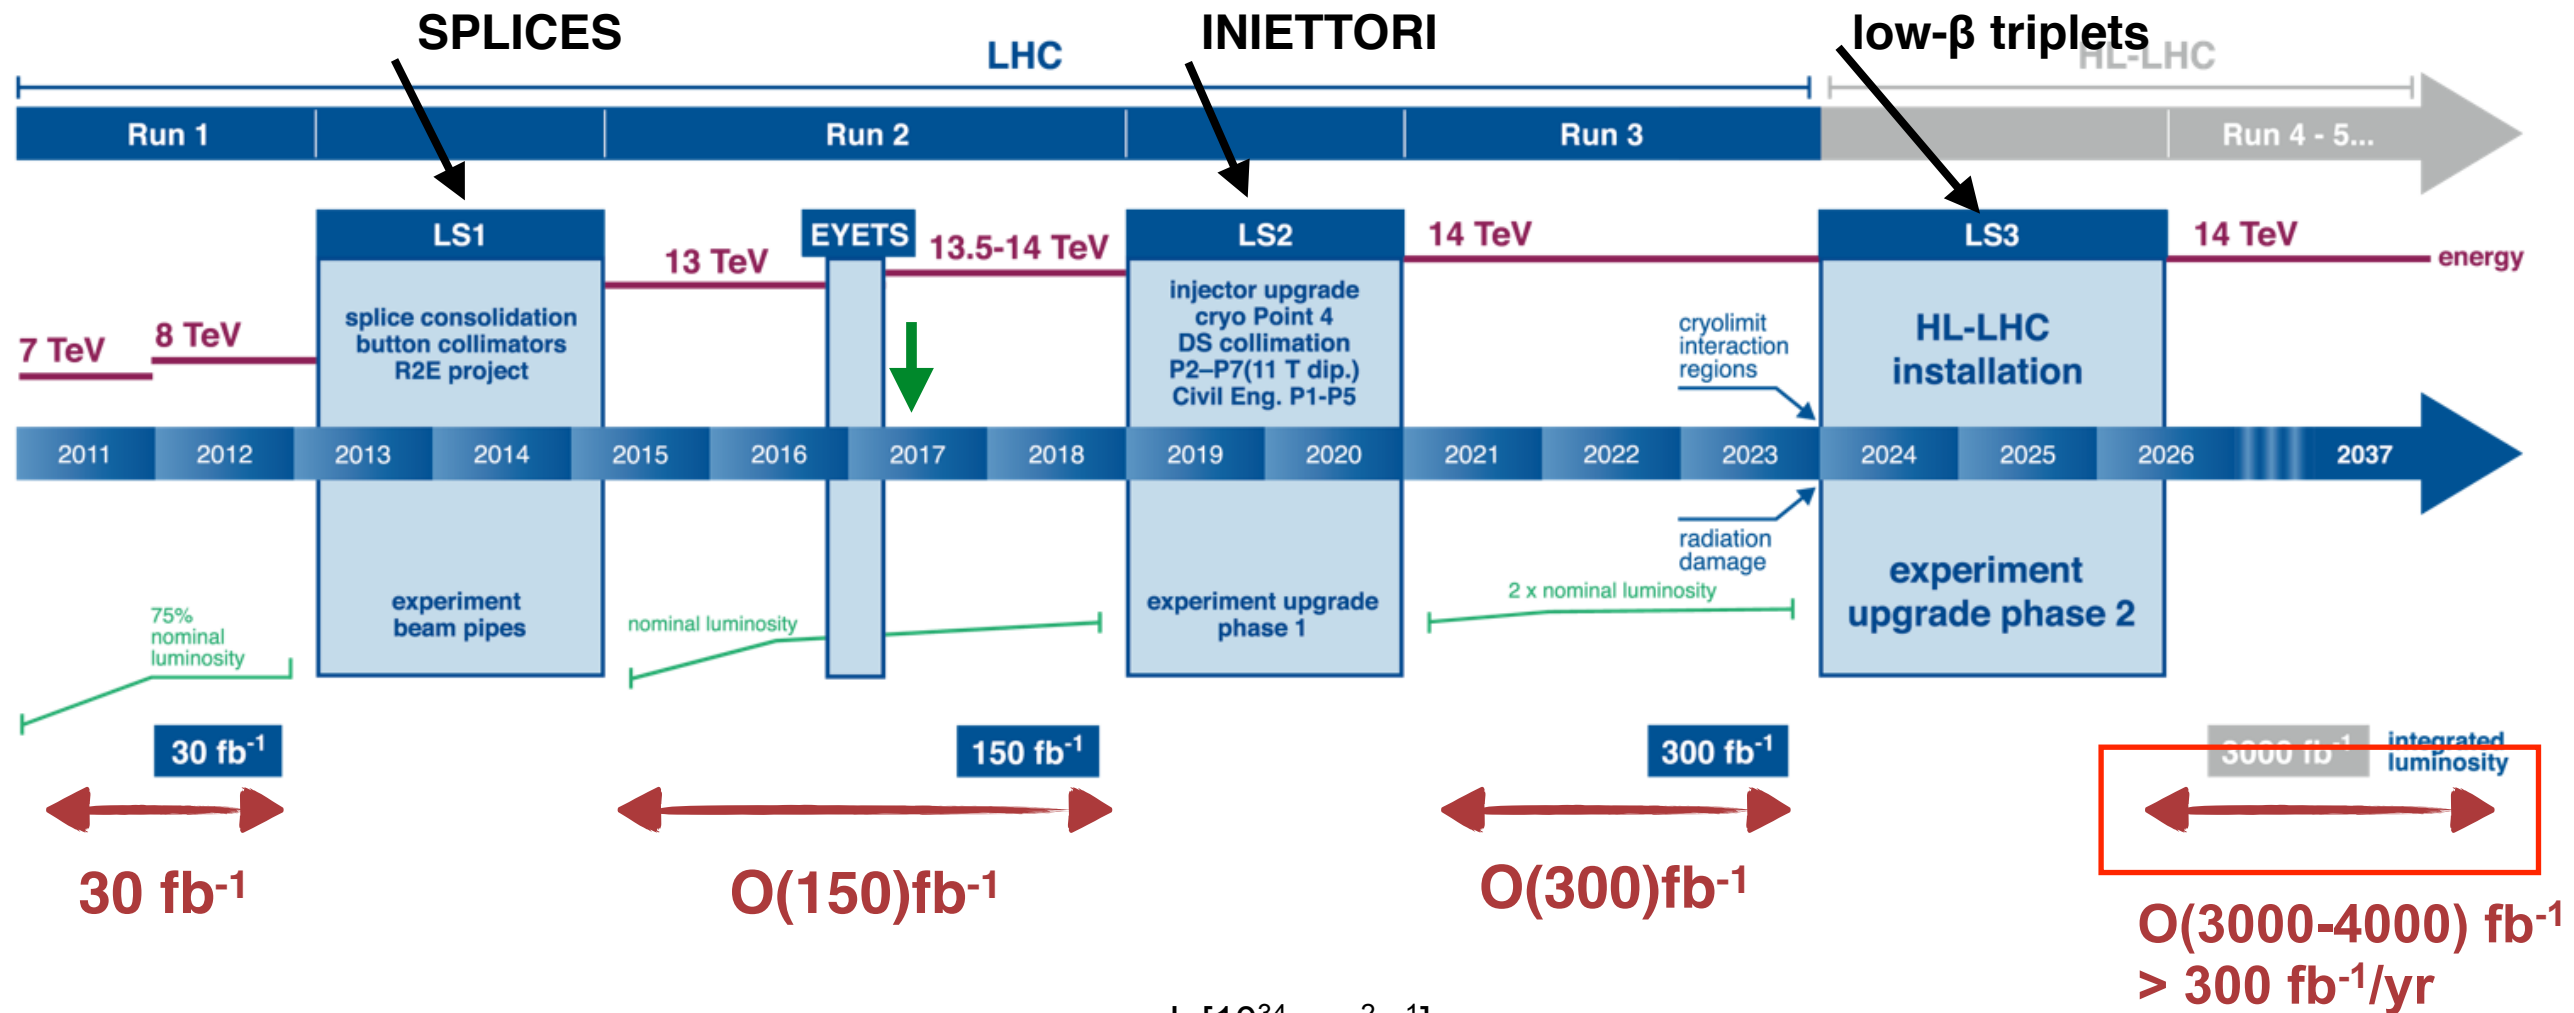 SPLICES
INIETTORI
low-β triplets
LHC
HL-LHC
Run 1
Run 2
Run 3
Run 4 - 5...
LS1
EYETS
LS2
LS3
7 TeV
8 TeV
13 TeV
13.5-14 TeV
14 TeV
14 TeV
energy
splice consolidation
button collimators
R2E project
injector upgrade
cryo Point 4
DS collimation
P2–P7(11 T dip.)
Civil Eng. P1-P5
cryolimit
interaction
regions
HL-LHC
installation
2011
2012
2013
2014
2015
2016
2017
2018
2019
2020
2021
2022
2023
2024
2025
2026
2037
radiation
damage
75%
nominal
luminosity
experiment
beam pipes
nominal luminosity
experiment upgrade
phase 1
2 x nominal luminosity
experiment
upgrade phase 2
30 fb⁻¹
150 fb⁻¹
300 fb⁻¹
3000 fb⁻¹
integrated
luminosity
30 fb⁻¹
O(150)fb⁻¹
O(300)fb⁻¹
O(3000-4000) fb⁻¹
> 300 fb⁻¹/yr